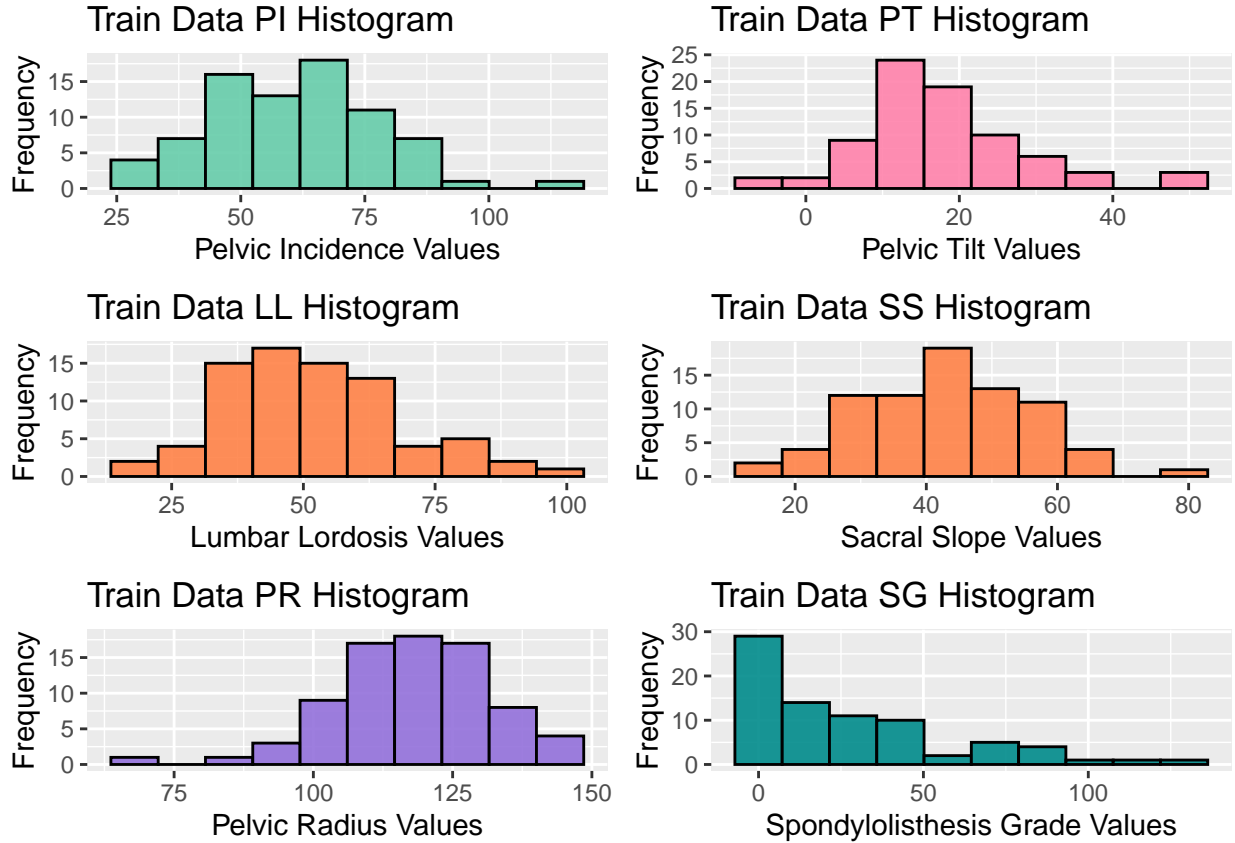 Train Data PI Histogram
Frequency
15
10
5
0
25
50
75
100
Pelvic Incidence Values
Train Data PT Histogram
Frequency
25
20
15
10
5
0
0
20
40
Pelvic Tilt Values
Train Data LL Histogram
Frequency
15
10
5
0
25
50
75
100
Lumbar Lordosis Values
Train Data SS Histogram
Frequency
15
10
5
0
20
40
60
80
Sacral Slope Values
Train Data PR Histogram
Frequency
15
10
5
0
75
100
125
150
Pelvic Radius Values
Train Data SG Histogram
Frequency
30
20
10
0
0
50
100
Spondylolisthesis Grade Values